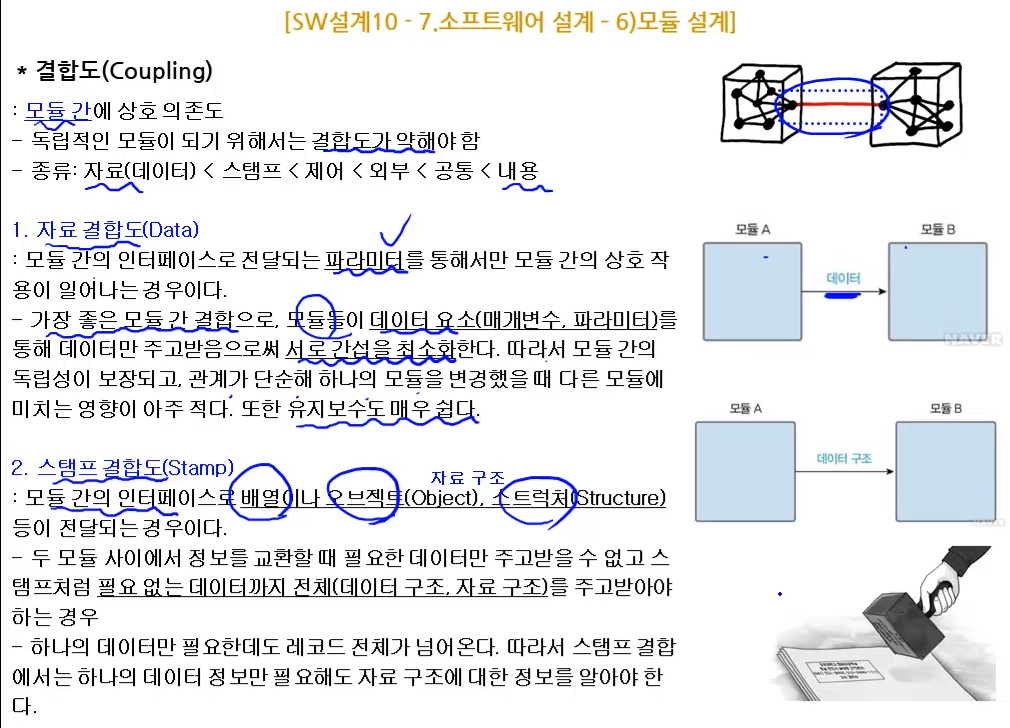 [SW설계10 - 7.소프트웨어 설계 - 6)모듈 설계]
* 결합도(Coupling)
: 모듈 간에 상호 의존도
- 독립적인 모듈이 되기 위해서는 결합도가 약해야 함
- 종류: 자료(데이터) < 스탬프 < 제어 < 외부 < 공통 < 내용
1. 자료 결합도(Data)
: 모듈 간의 인터페이스로 전달되는 파라미터를 통해서만 모듈 간의 상호 작
용이 일어나는 경우이다.
- 가장 좋은 모듈 간 결합으로, 모듈들이 데이터 요소(매개변수, 파라미터)를
통해 데이터만 주고받음으로써 서로 간섭을 최소화한다. 따라서 모듈 간의
독립성이 보장되고, 관계가 단순해 하나의 모듈을 변경했을 때 다른 모듈에
미치는 영향이 아주 적다. 또한 유지보수도 매우 쉽다.
모듈 A
모듈 B
데이터
NAVER
2. 스탬프 결합도(Stamp)
자료 구조
: 모듈 간의 인터페이스로 배열이나 오브젝트(Object), 스트럭처(Structure)
등이 전달되는 경우이다.
- 두 모듈 사이에서 정보를 교환할 때 필요한 데이터만 주고받을 수 없고 스
탬프처럼 필요 없는 데이터까지 전체(데이터 구조, 자료 구조)를 주고받아야
하는 경우
- 하나의 데이터만 필요한데도 레코드 전체가 넘어온다. 따라서 스탬프 결합
에서는 하나의 데이터 정보만 필요해도 자료 구조에 대한 정보를 알아야 한
다.
모듈 A
모듈 B
데이터 구조
NAVER